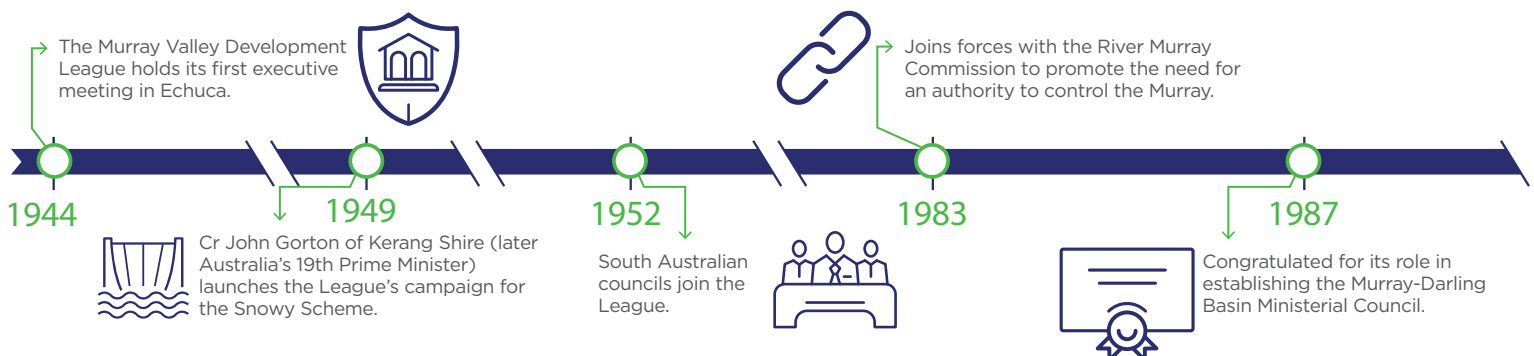 The Murray Valley Development
League holds its first executive
meeting in Echuca.
Joins forces with the River Murray
Commission to promote the need for
an authority to control the Murray.
1944
1949
1952
1983
1987
Cr John Gorton of Kerang Shire (later
Australia's 19th Prime Minister)
launches the League's campaign for
the Snowy Scheme.
South Australian
councils join the
League.
Congratulated for its role in
establishing the Murray-Darling
Basin Ministerial Council.